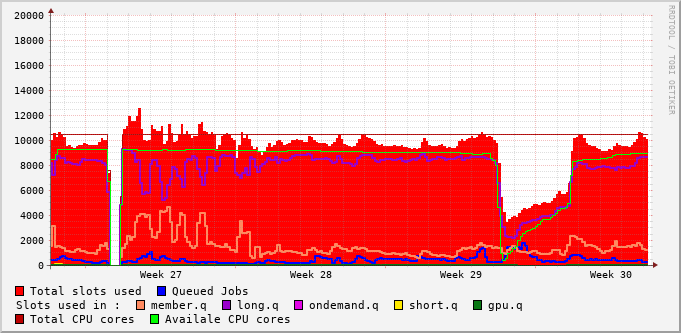 20000
18000
16000
14000
12000
10000
8000
6000
4000
2000
0
Week 27 Week 28 Week 29 Week 30
RRDTOOL / TOBI OETIKER
Total slots used Queued Jobs
Slots used in : member.q long.q ondemand.q short.q gpu.q
Total CPU cores Availale CPU cores